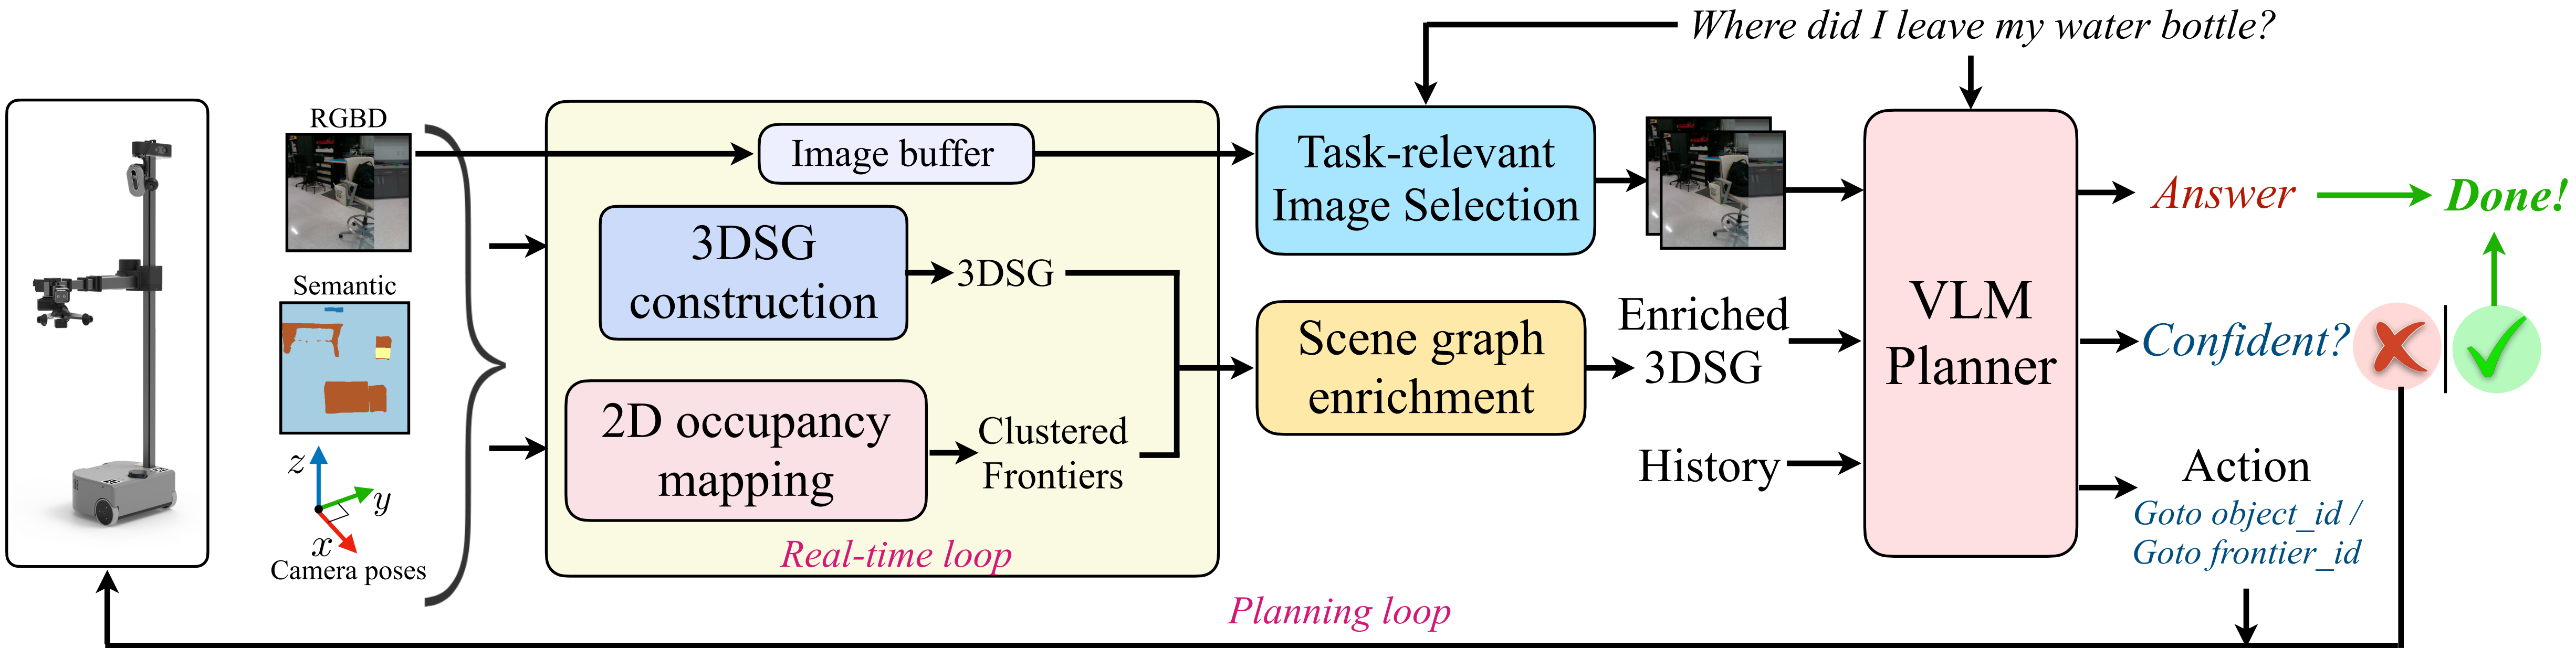 Where did I leave my water bottle?
RGBD
Semantic
z
y
x
Camera poses
Image buffer
3DSG
construction
3DSG
2D occupancy
mapping
Clustered
Frontiers
Real-time loop
Task-relevant
Image Selection
Scene graph
enrichment
Enriched
3DSG
History
VLM
Planner
Answer
Done!
Confident?
Action
Goto object_id /
Goto frontier_id
Planning loop